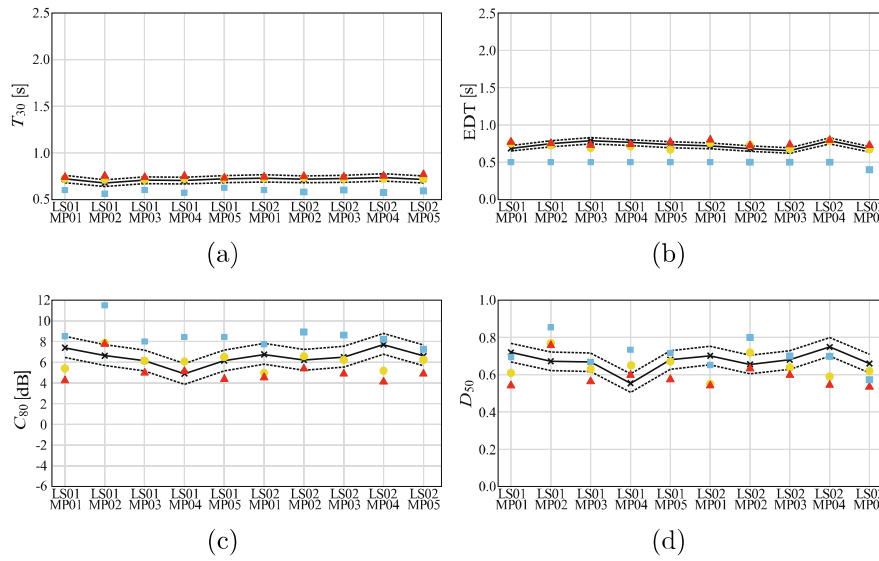 2.5
2.0
1.5
1.0
0.5
T30 [s]
LS01 LS01 LS01 LS01 LS01 LS02 LS02 LS02 LS02 LS02
MP01 MP02 MP03 MP04 MP05 MP01 MP02 MP03 MP04 MP05
(a)
2.5
2.0
1.5
1.0
0.5
0.0
EDT [s]
LS01 LS01 LS01 LS01 LS01 LS02 LS02 LS02 LS02 LS02
MP01 MP02 MP03 MP04 MP05 MP01 MP02 MP03 MP04
(b)
12
10
8
6
4
2
0
-2
-4
-6
C80 [dB]
LS01 LS01 LS01 LS01 LS01 LS02 LS02 LS02 LS02 LS02
MP01 MP02 MP03 MP04 MP05 MP01 MP02 MP03 MP04 MP05
(c)
1.0
0.8
0.6
0.4
0.2
0.0
D50
LS01 LS01 LS01 LS01 LS01 LS02 LS02 LS02 LS02 LS02
MP01 MP02 MP03 MP04 MP05 MP01 MP02 MP03 MP04
(d)